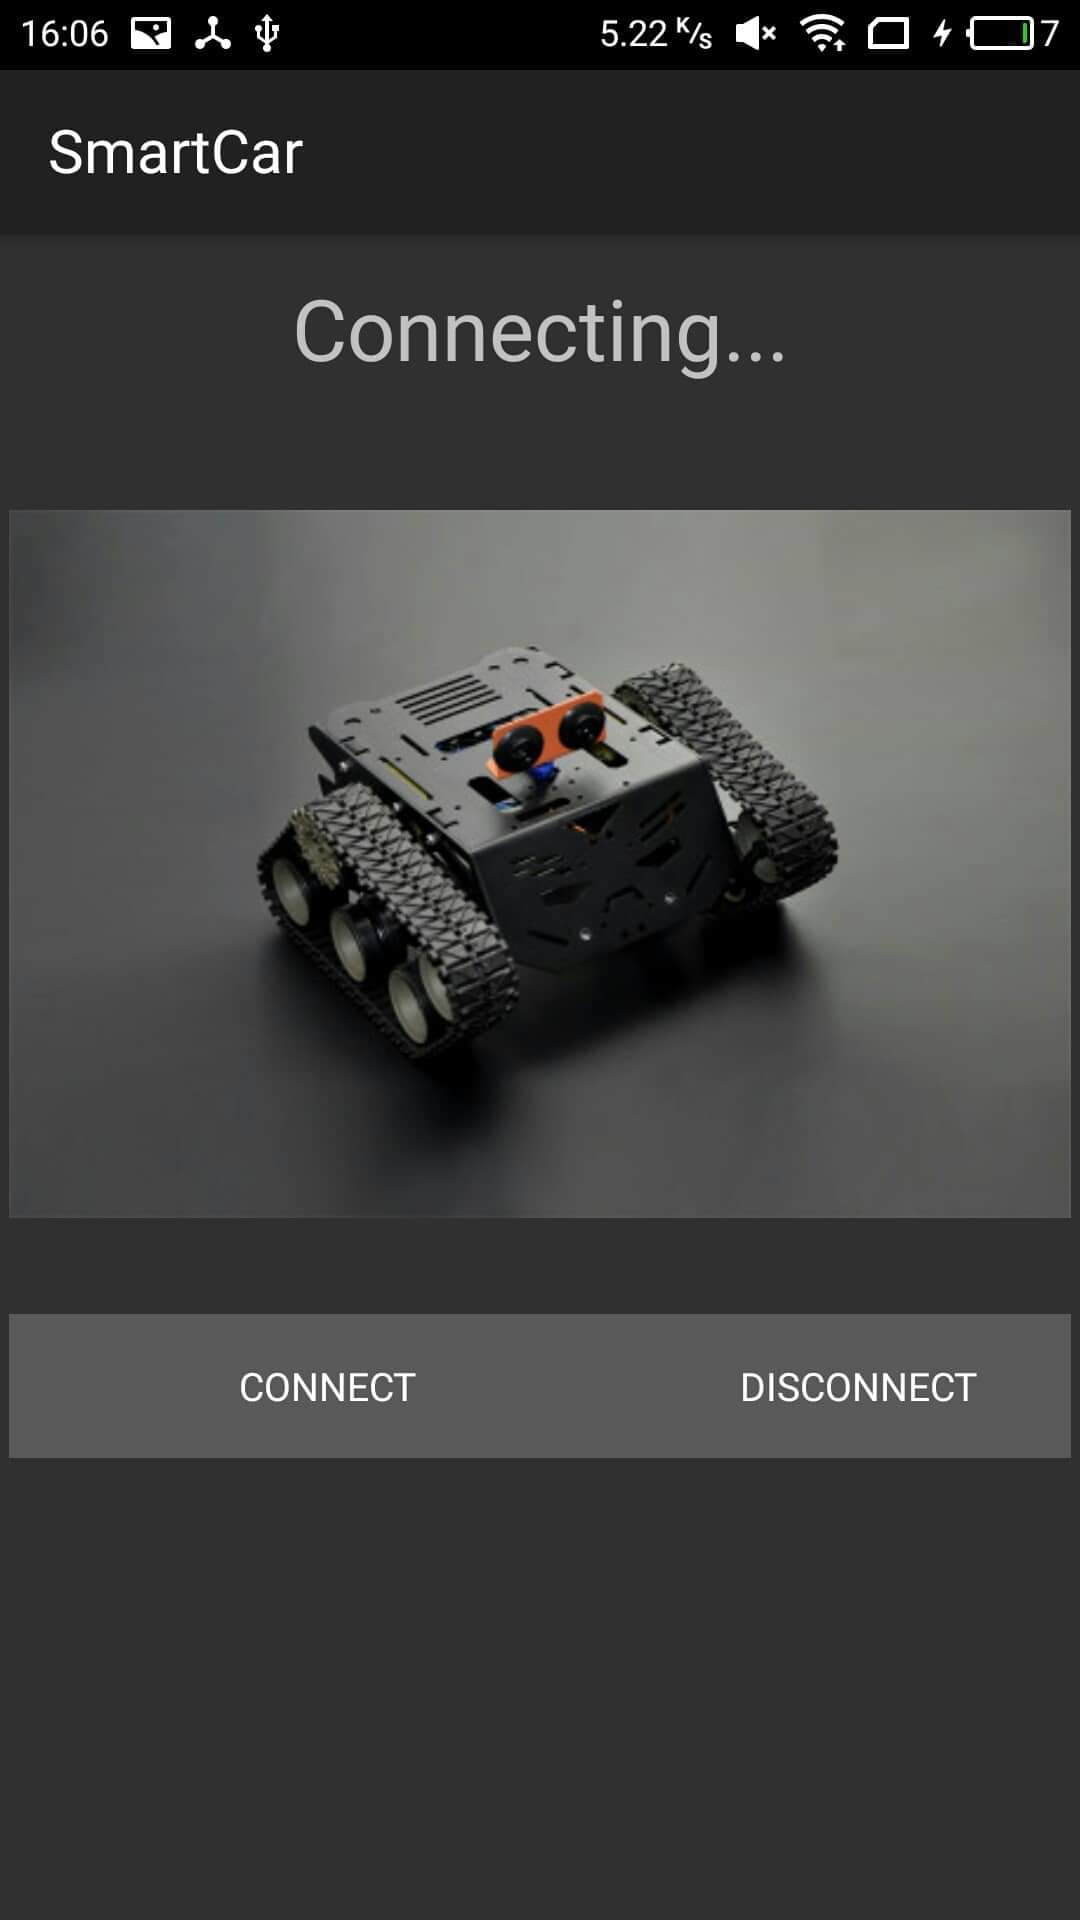 16:06 5.22 K/s 7
SmartCar
Connecting...
CONNECT DISCONNECT